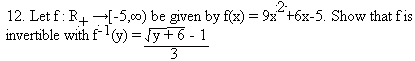 12. Let f : R₊ →[-5,∞) be given by f(x) = 9x²+6x-5. Show that f is
invertible with f⁻¹(y) = √(y + 6) - 1
3